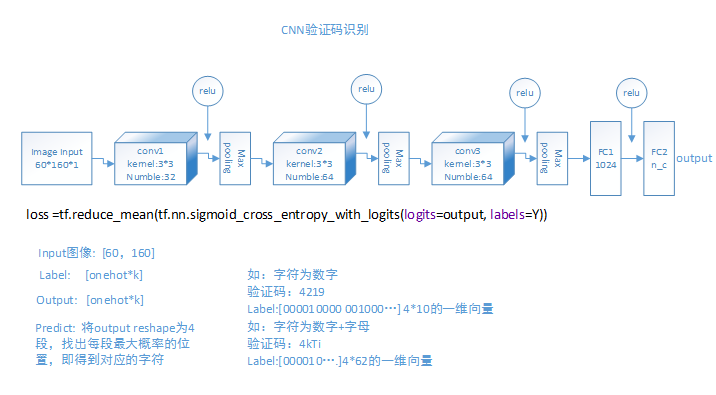 CNN验证码识别
relu
relu
relu
relu
Image Input
60*160*1
conv1
kernel:3*3
Numble:32
Max
pooling
conv2
kernel:3*3
Numble:64
Max
pooling
conv3
kernel:3*3
Numble:64
Max
pooling
FC1
1024
FC2
n_c
output
loss =tf.reduce_mean(tf.nn.sigmoid_cross_entropy_with_logits(logits=output, labels=Y))
Input图像: [60，160]
Label: [onehot*k]
Output: [onehot*k]
Predict: 将output reshape为4
段，找出每段最大概率的位
置，即得到对应的字符
如：字符为数字
验证码：4219
Label:[000010000 001000…] 4*10的一维向量
如：字符为数字+字母
验证码：4kTi
Label:[000010….]4*62的一维向量